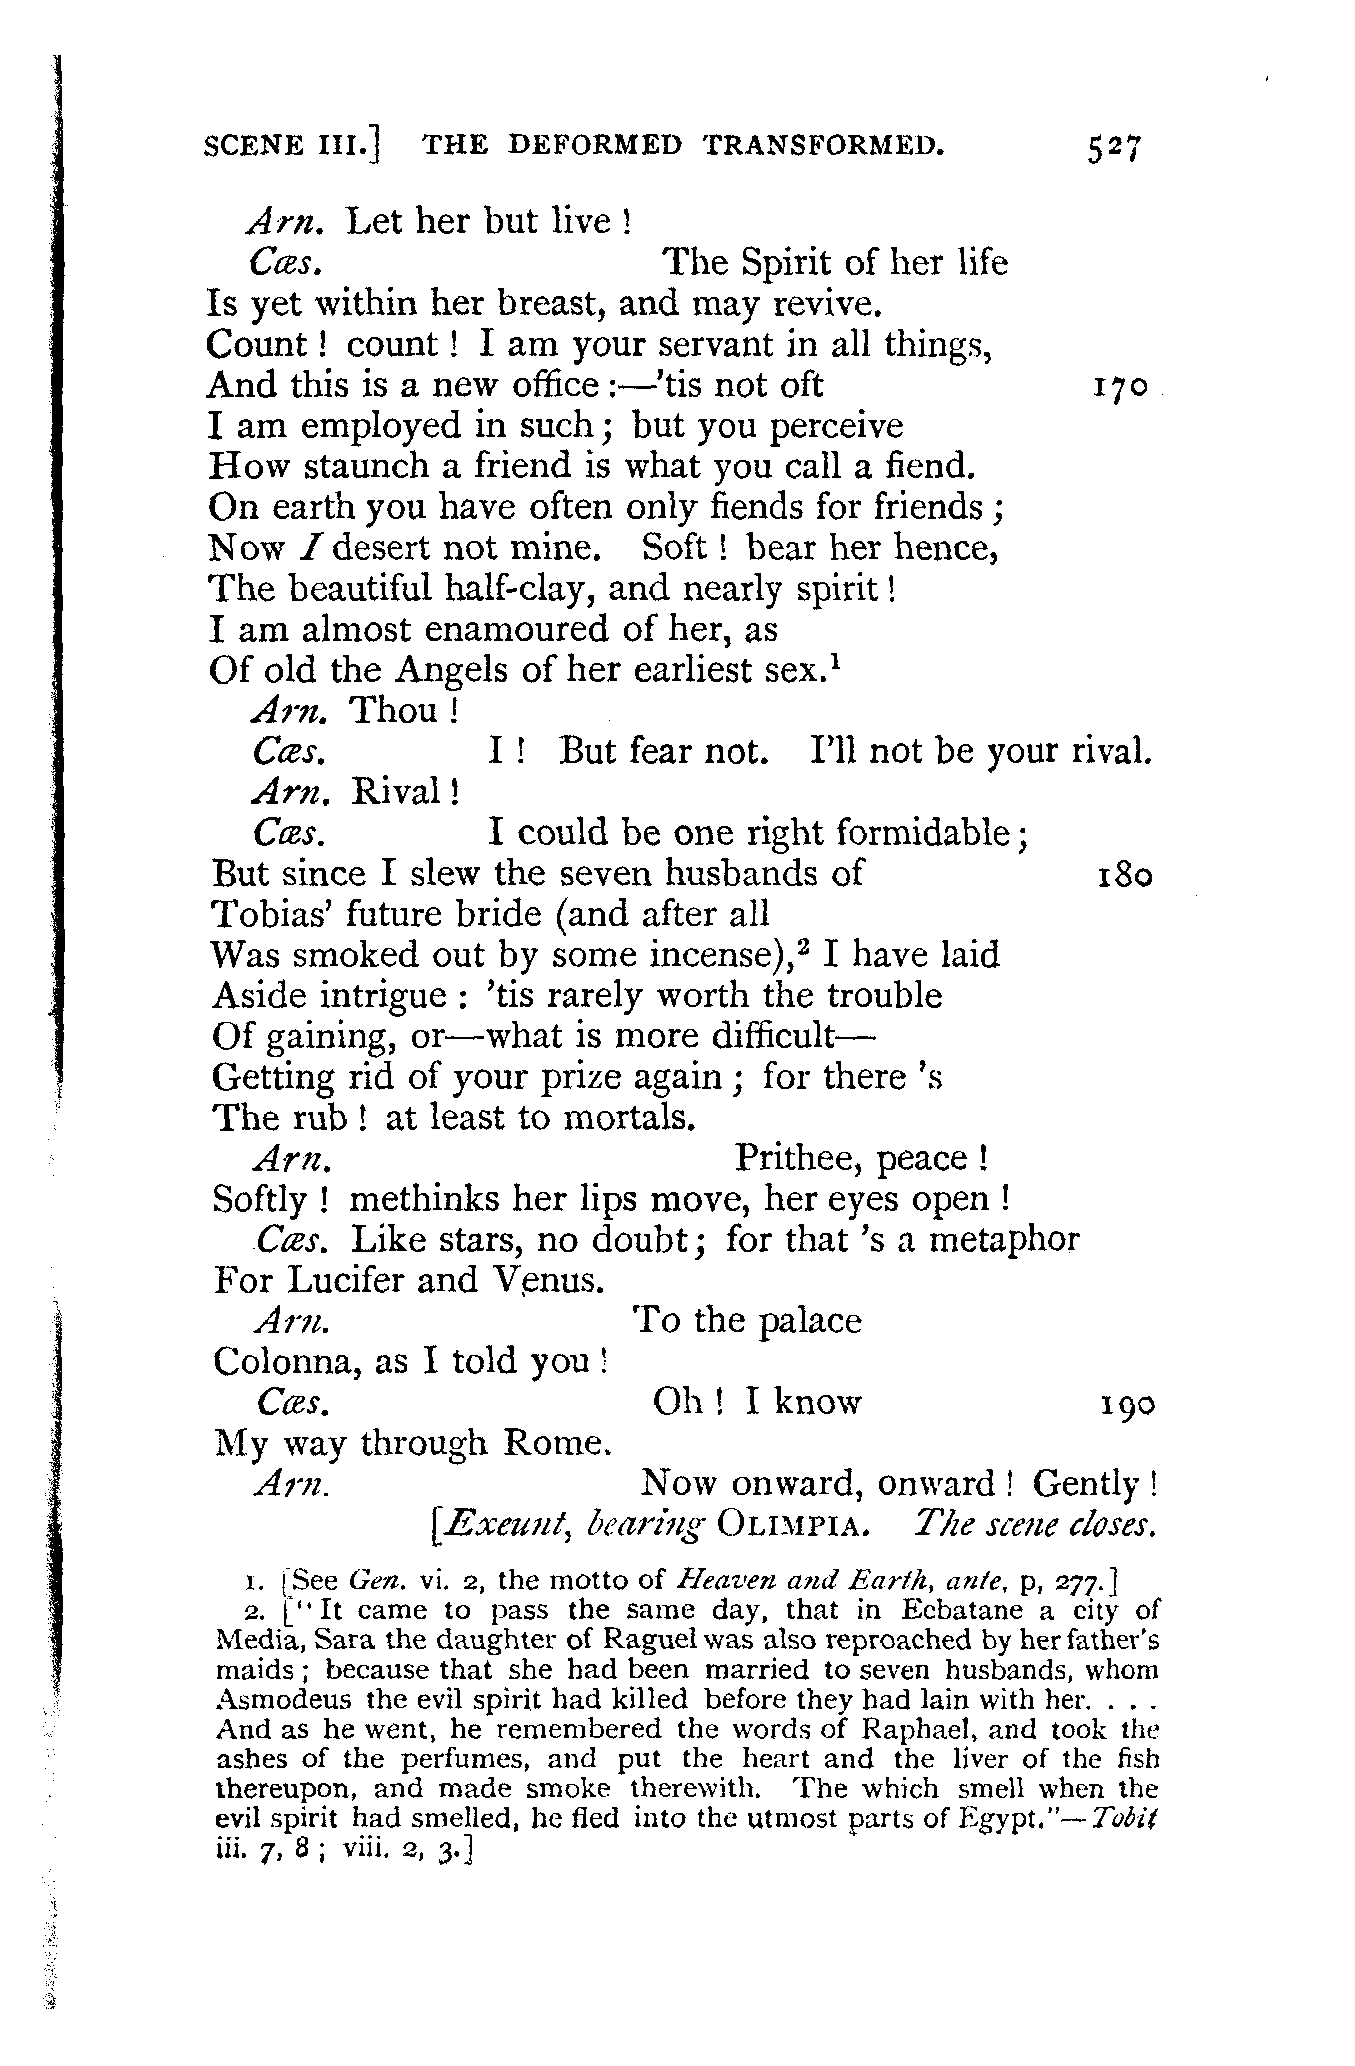 SCENE III.] THE DEFORMED TRANSFORMED. 527
Arn. Let her but live!
Cæs. The Spirit of her life
Is yet within her breast, and may revive.
Count! count! I am your servant in all things,
And this is a new office:—'tis not oft 170
I am employed in such; but you perceive
How staunch a friend is what you call a fiend.
On earth you have often only fiends for friends;
Now I desert not mine. Soft! bear her hence,
The beautiful half-clay, and nearly spirit!
I am almost enamoured of her, as
Of old the Angels of her earliest sex.¹
Arn. Thou!
Cæs. I! But fear not. I'll not be your rival.
Arn. Rival!
Cæs. I could be one right formidable;
But since I slew the seven husbands of 180
Tobias' future bride (and after all
Was smoked out by some incense),² I have laid
Aside intrigue: 'tis rarely worth the trouble
Of gaining, or—what is more difficult—
Getting rid of your prize again; for there 's
The rub! at least to mortals.
Arn. Prithee, peace!
Softly! methinks her lips move, her eyes open!
Cæs. Like stars, no doubt; for that 's a metaphor
For Lucifer and Venus.
Arn. To the palace
Colonna, as I told you!
Cæs. Oh! I know 190
My way through Rome.
Arn. Now onward, onward! Gently!
[Exeunt, bearing OLIMPIA. The scene closes.
1. [See Gen. vi. 2, the motto of Heaven and Earth, ante, p, 277.]
2. ["It came to pass the same day, that in Ecbatane a city of
Media, Sara the daughter of Raguel was also reproached by her father's
maids; because that she had been married to seven husbands, whom
Asmodeus the evil spirit had killed before they had lain with her. . . .
And as he went, he remembered the words of Raphael, and took the
ashes of the perfumes, and put the heart and the liver of the fish
thereupon, and made smoke therewith. The which smell when the
evil spirit had smelled, he fled into the utmost parts of Egypt."—Tobit
iii. 7, 8; viii. 2, 3.]